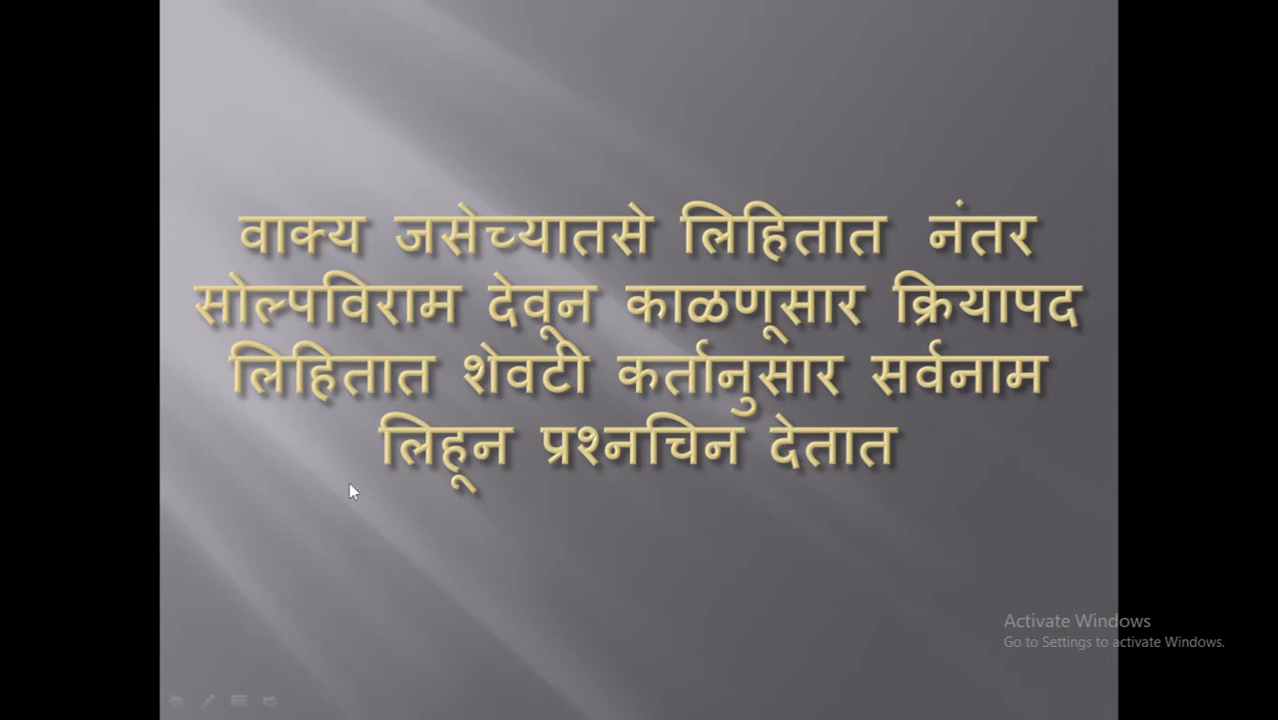 वाक्य जसेच्यातसे लिहितात नंतर
सोल्पविराम देवून काळणूसार क्रियापद
लिहितात शेवटी कर्तानुसार सर्वनाम
लिहून प्रश्नचिन देतात
Activate Windows
Go to Settings to activate Windows.